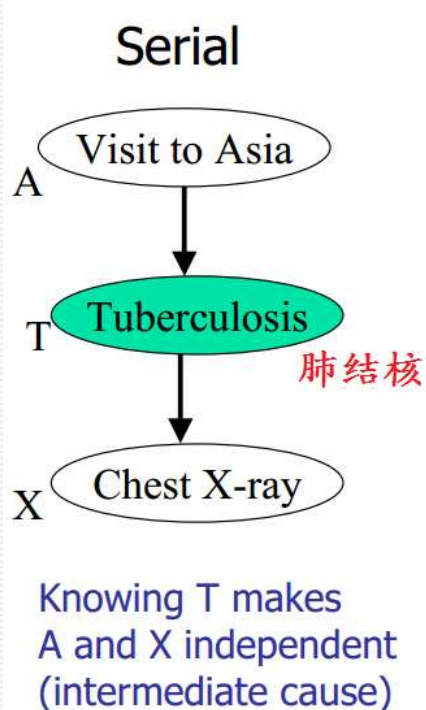 Serial
Visit to Asia
A
Tuberculosis
T
肺结核
Chest X-ray
X
Knowing T makes
A and X independent
(intermediate cause)